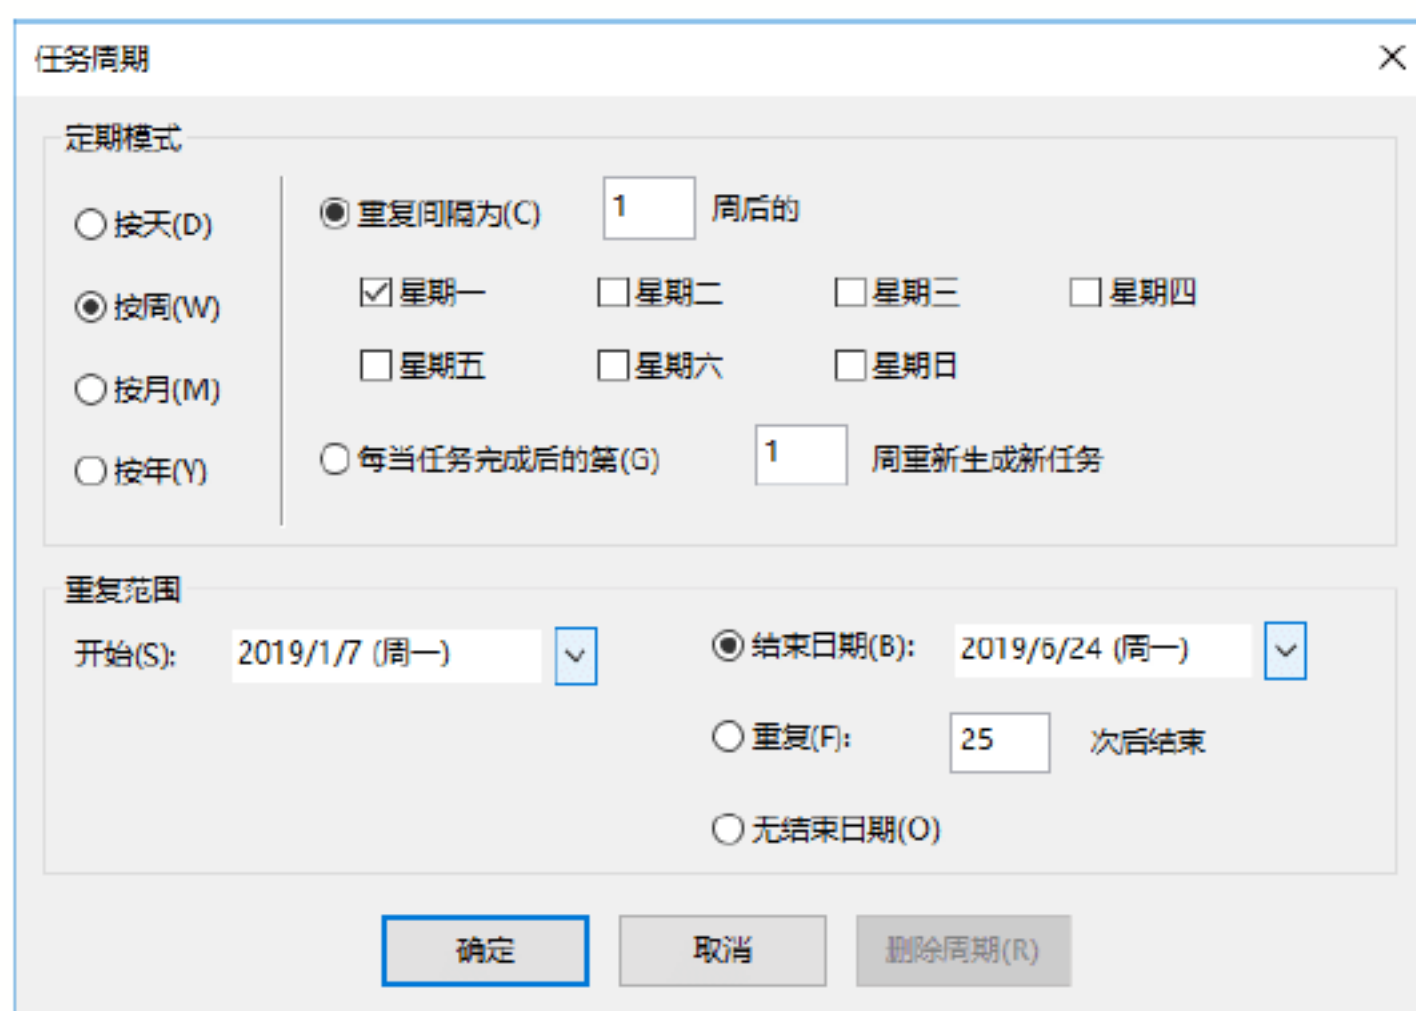 任务周期
定期模式
按天(D)
重复间隔为(C) 1 周后的
按周(W)
星期一 星期二 星期三 星期四
星期五 星期六 星期日
按月(M)
每当任务完成后的第(G) 1 周重新生成新任务
按年(Y)
重复范围
开始(S): 2019/1/7 (周一)
结束日期(B): 2019/6/24 (周一)
重复(F): 25 次后结束
无结束日期(O)
确定 取消 删除周期(R)